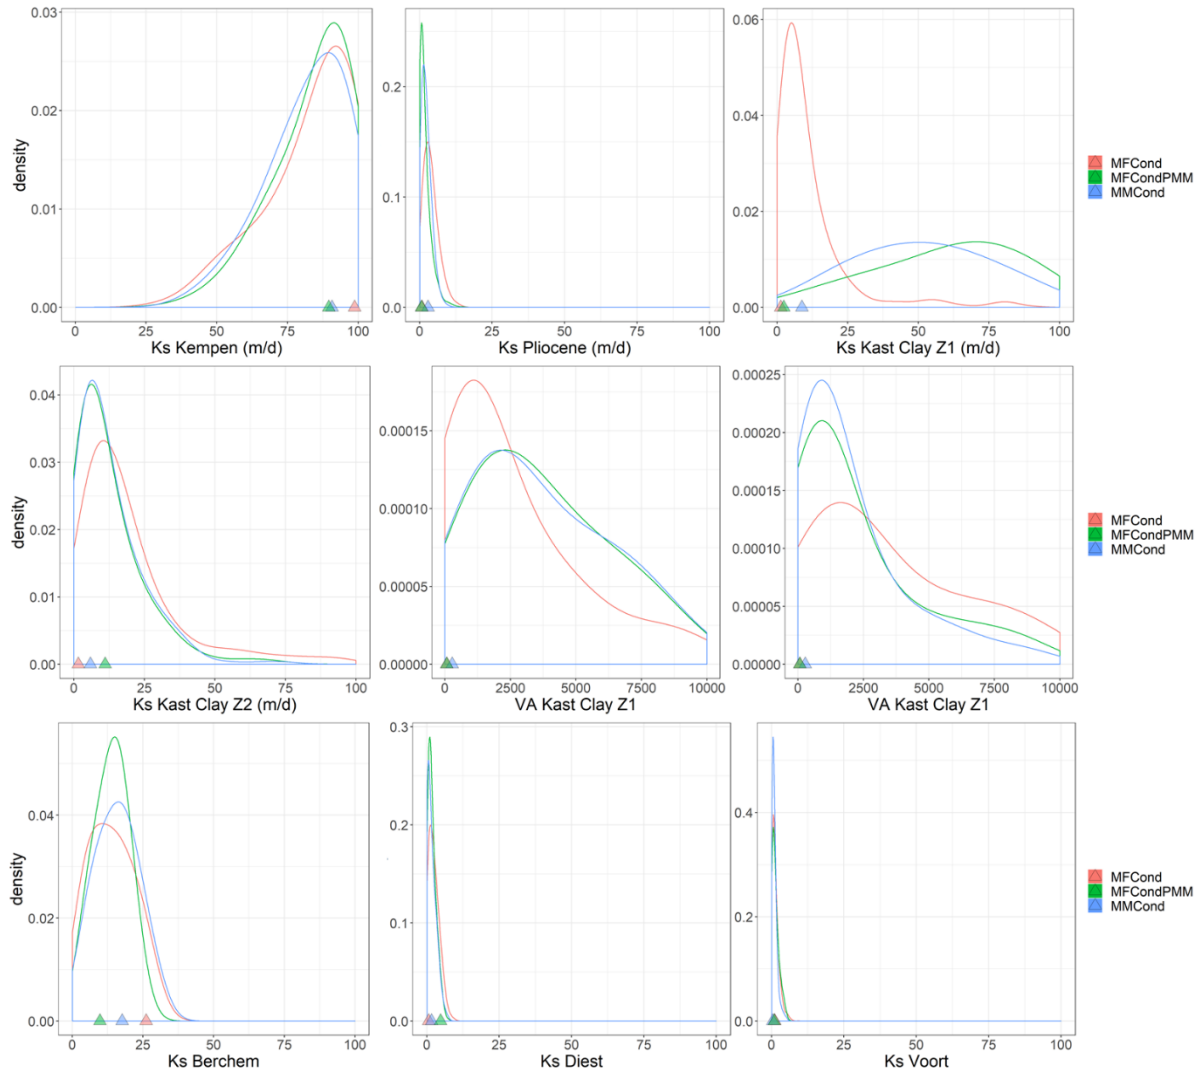 0.03
0.02
0.01
0.00
density
0 25 50 75 100
Ks Kempen (m/d)
0.2
0.1
0.0
0 25 50 75 100
Ks Pliocene (m/d)
0.06
0.04
0.02
0.00
0 25 50 75 100
Ks Kast Clay Z1 (m/d)
MFCond
MFCondPMM
MMCond
0.04
0.03
0.02
0.01
0.00
density
0 25 50 75 100
Ks Kast Clay Z2 (m/d)
0.00015
0.00010
0.00005
0.00000
0 2500 5000 7500 10000
VA Kast Clay Z1
0.00025
0.00020
0.00015
0.00010
0.00005
0.00000
0 2500 5000 7500 10000
VA Kast Clay Z1
MFCond
MFCondPMM
MMCond
0.04
0.02
0.00
density
0 25 50 75 100
Ks Berchem
0.3
0.2
0.1
0.0
0 25 50 75 100
Ks Diest
0.4
0.2
0.0
0 25 50 75 100
Ks Voort
MFCond
MFCondPMM
MMCond